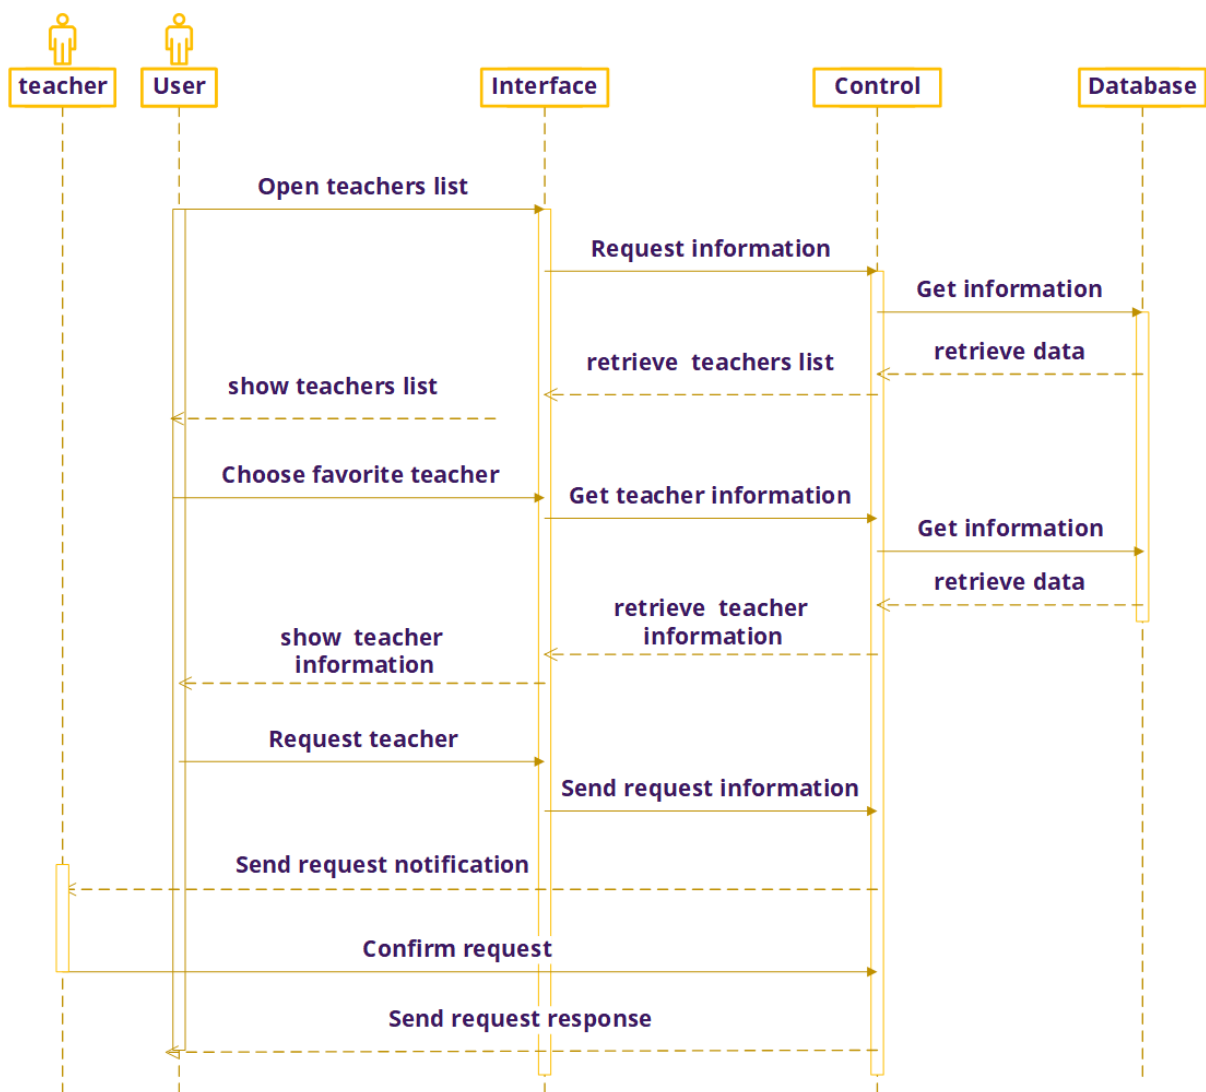 teacher
User
Interface
Control
Database
Open teachers list
Request information
Get information
retrieve data
retrieve  teachers list
show teachers list
Choose favorite teacher
Get teacher information
Get information
retrieve data
retrieve  teacher
information
show  teacher
information
Request teacher
Send request information
Send request notification
Confirm request
Send request response